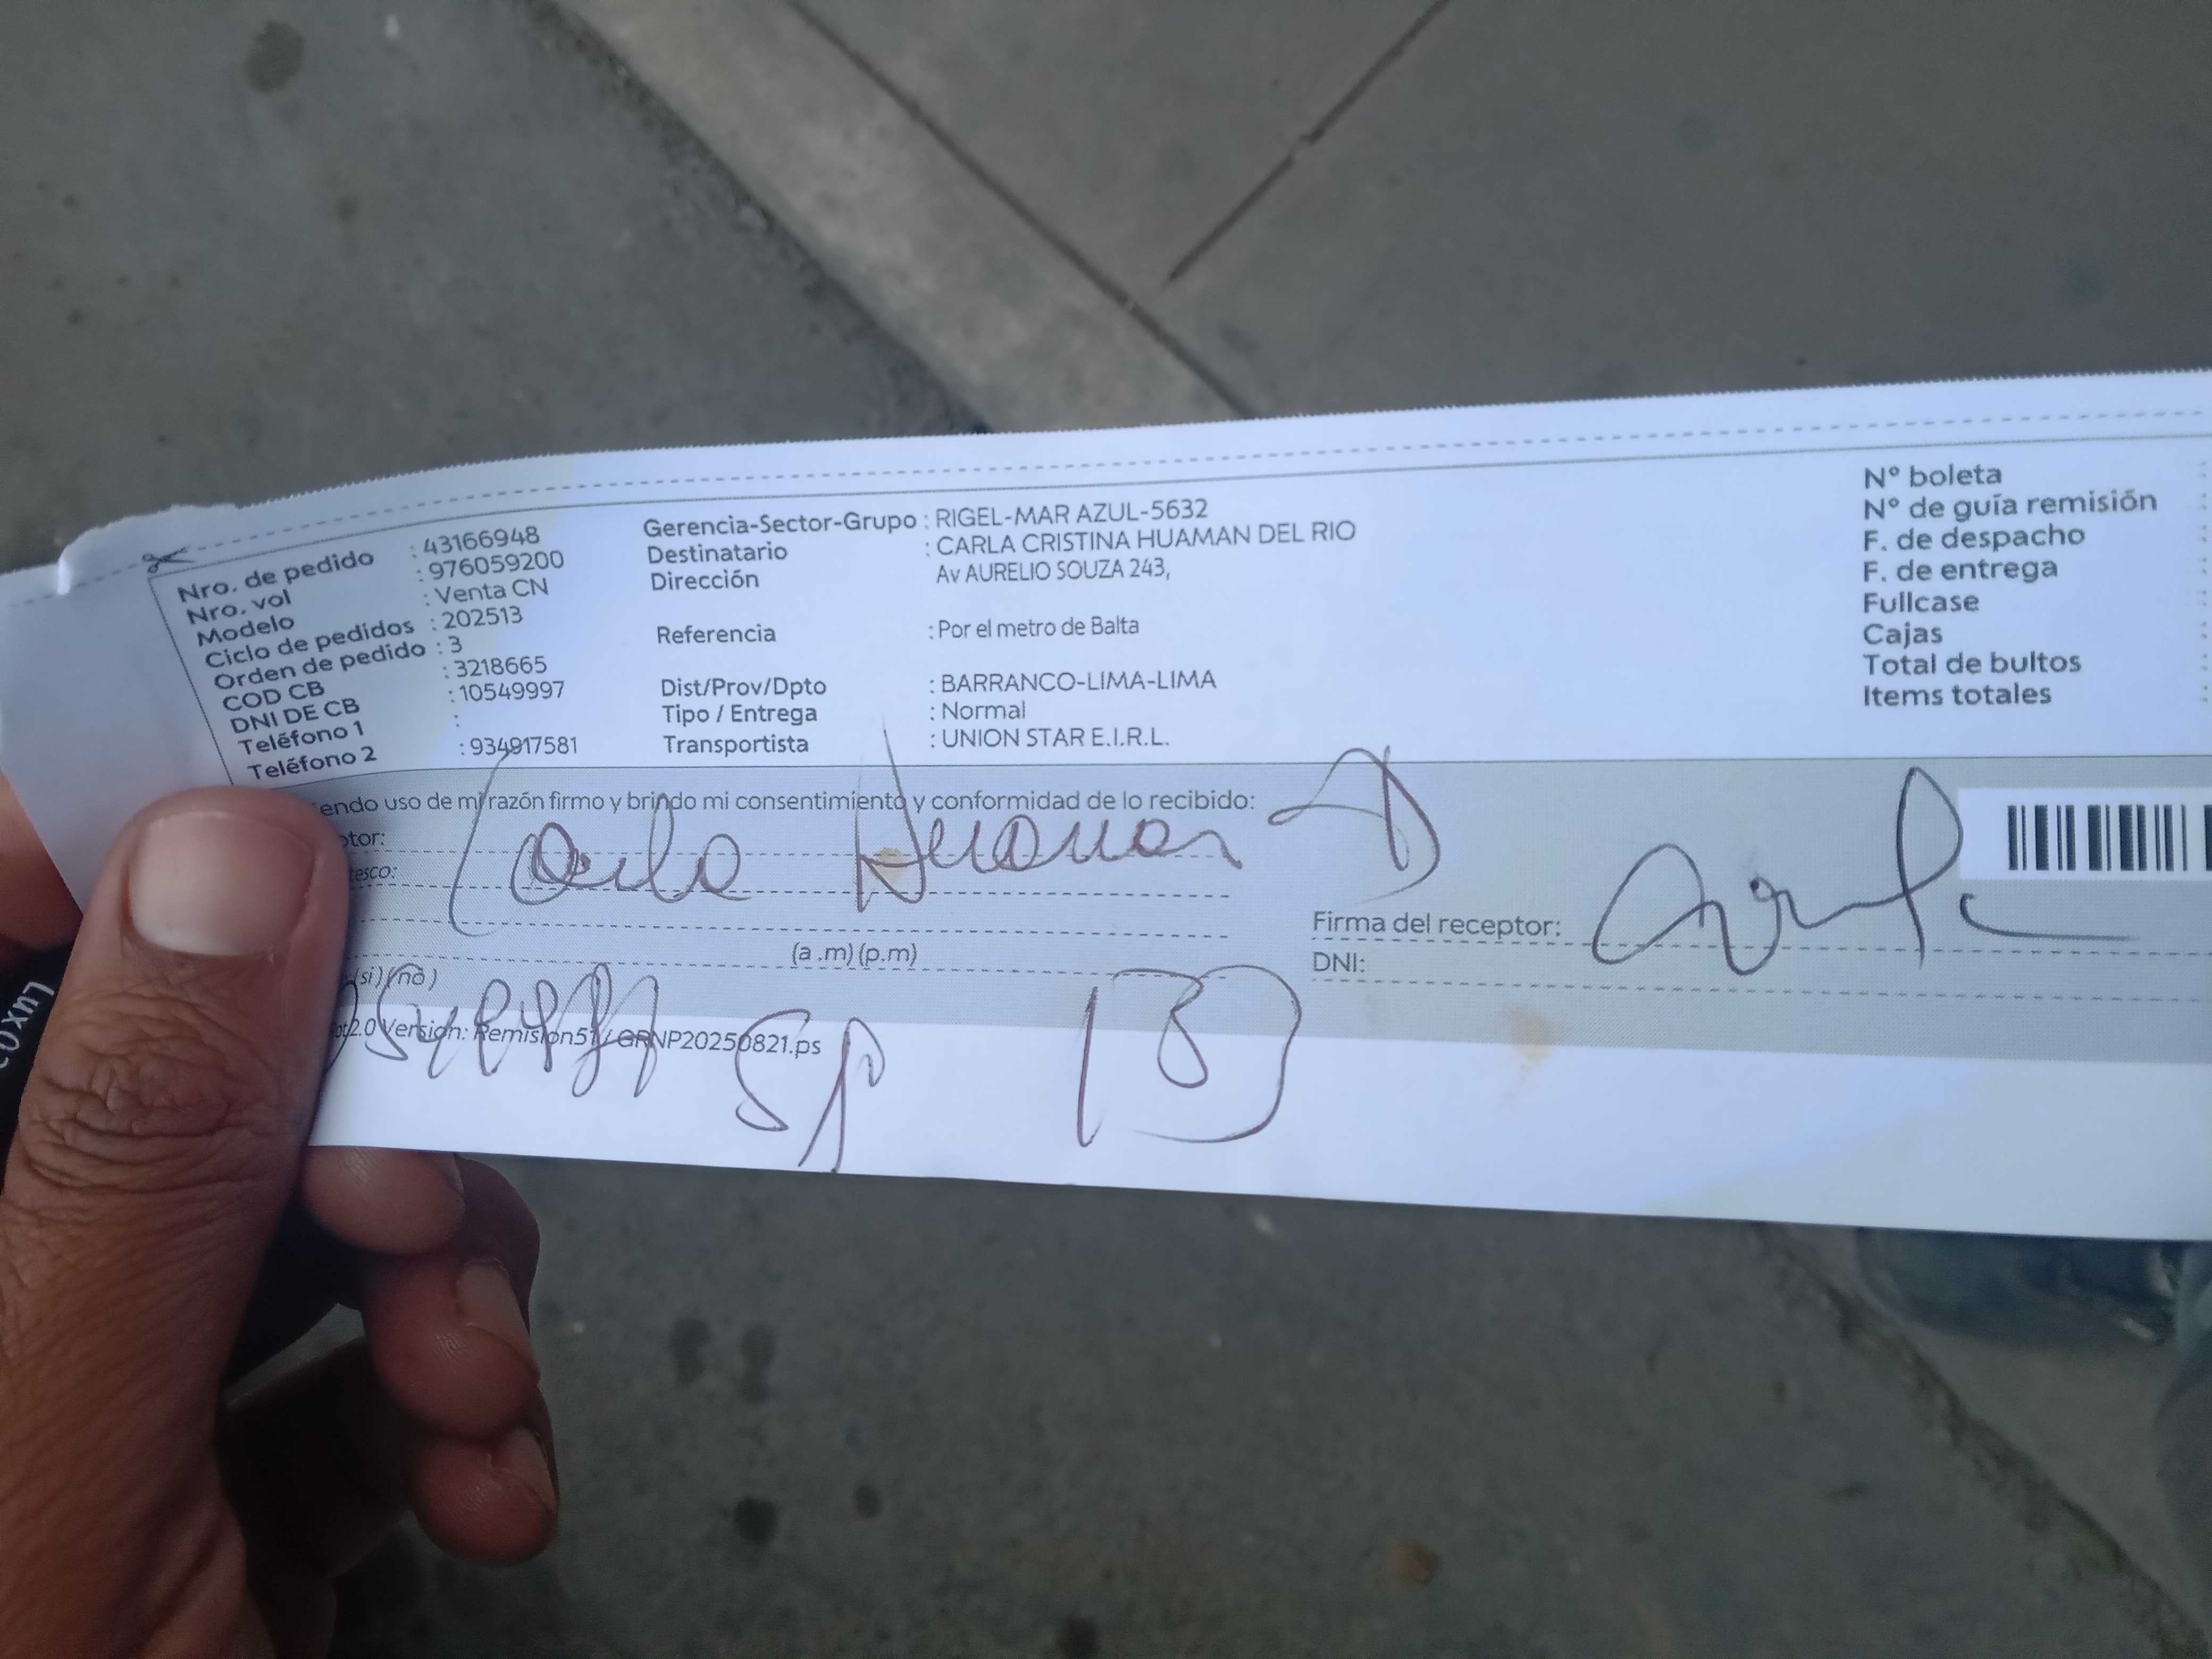 Nro. de pedido : 43166948
Nro. vol : 976059200
Modelo : Venta CN
Ciclo de pedidos : 202513
Orden de pedido : 3
COD CB : 3218665
DNI DE CB : 10549997
Teléfono 1 :
Teléfono 2 : 934917581
Gerencia-Sector-Grupo : RIGEL-MAR AZUL-5632
Destinatario : CARLA CRISTINA HUAMAN DEL RIO
Dirección Av AURELIO SOUZA 243,
Referencia : Por el metro de Balta
Dist/Prov/Dpto : BARRANCO-LIMA-LIMA
Tipo / Entrega : Normal
Transportista : UNION STAR E.I.R.L.
N° boleta :
N° de guía remisión :
F. de despacho :
F. de entrega :
Fullcase :
Cajas :
Total de bultos :
Items totales :
endo uso de mi razón firmo y brindo mi consentimiento y conformidad de lo recibido:
tor: Carla Huaman D
tesco:
(a .m) (p.m)
(si) (no)
Firma del receptor:
DNI:
2.0 Version: Remision51/ GRNP20250821.ps